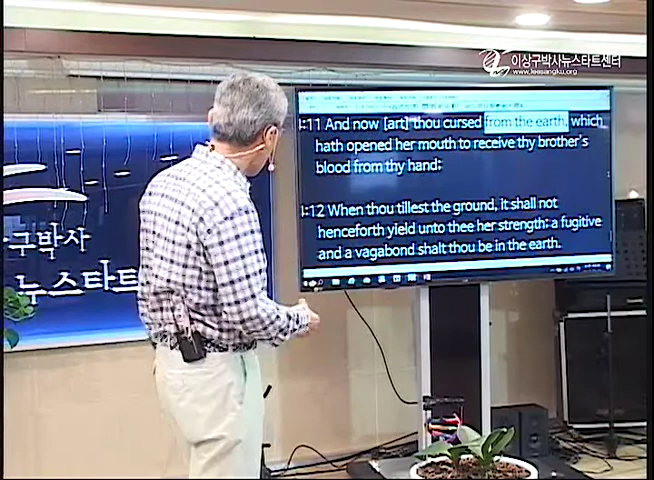 이상구박사뉴스타트센터
www.leesangku.org
:11 And now [art] thou cursed from the earth, which
hath opened her mouth to receive thy brother's
blood from thy hand;
:12 When thou tillest the ground, it shall not
henceforth yield unto thee her strength: a fugitive
and a vagabond shalt thou be in the earth.
구박사
뉴스타트